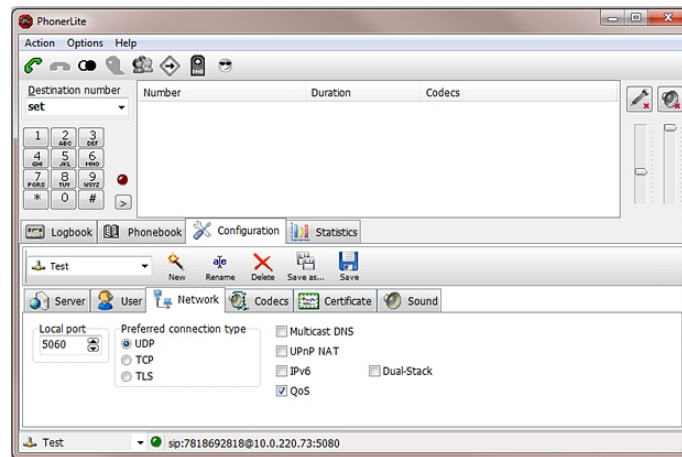 PhonerLite
Action Options Help
DND
Destination number
set
Number Duration Codecs
1 2 ABC 3 DEF
4 GHI 5 JKL 6 MNO
7 PQRS 8 TUV 9 WXYZ
* 0 # >
Logbook Phonebook Configuration Statistics
Test
New Rename Delete Save as... Save
Server User Network Codecs Certificate Sound
Local port
5060
Preferred connection type
UDP
TCP
TLS
Multicast DNS
UPnP NAT
IPv6 Dual-Stack
QoS
Test sip:7818692818@10.0.220.73:5080